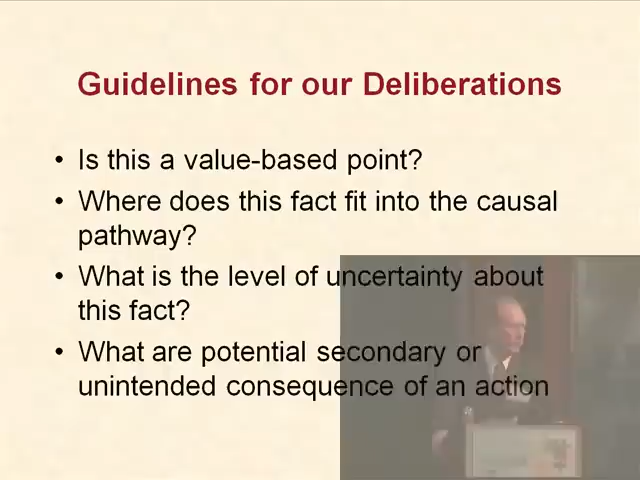 Guidelines for our Deliberations
• Is this a value-based point?
• Where does this fact fit into the causal
pathway?
• What is the level of uncertainty about
this fact?
• What are potential secondary or
unintended consequence of an action